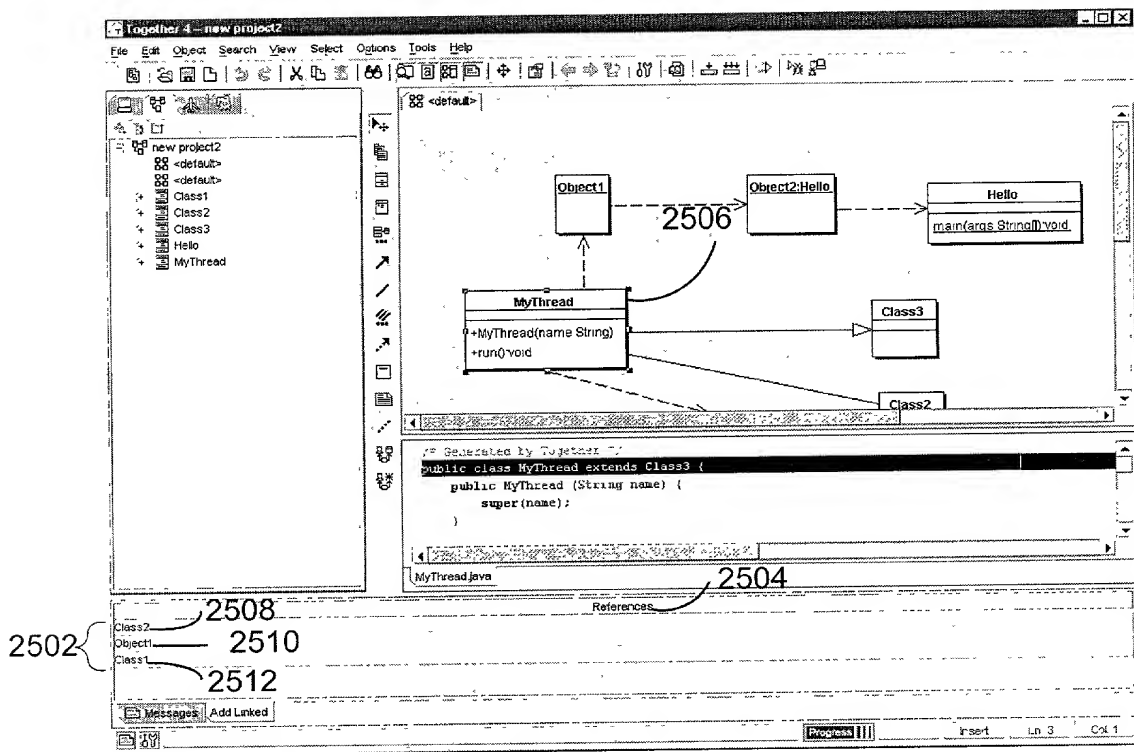 Together 4 – new project2
File Edit Object Search View Select Options Tools Help
new project2
<default>
<default>
Class1
Class2
Class3
Hello
MyThread
<default>
Object1
Object2:Hello
Hello
main(args String[]) void
2506
MyThread
+MyThread(name String)
+run() void
Class3
Class2
/* Generated by Together */
public class MyThread extends Class3 {
public MyThread (String name) {
super(name);
}
MyThread.java
2504
References
2502
Class2
2508
Object1
2510
Class1
2512
Messages
Add Linked
Progress
Insert
Ln 3
Col 1